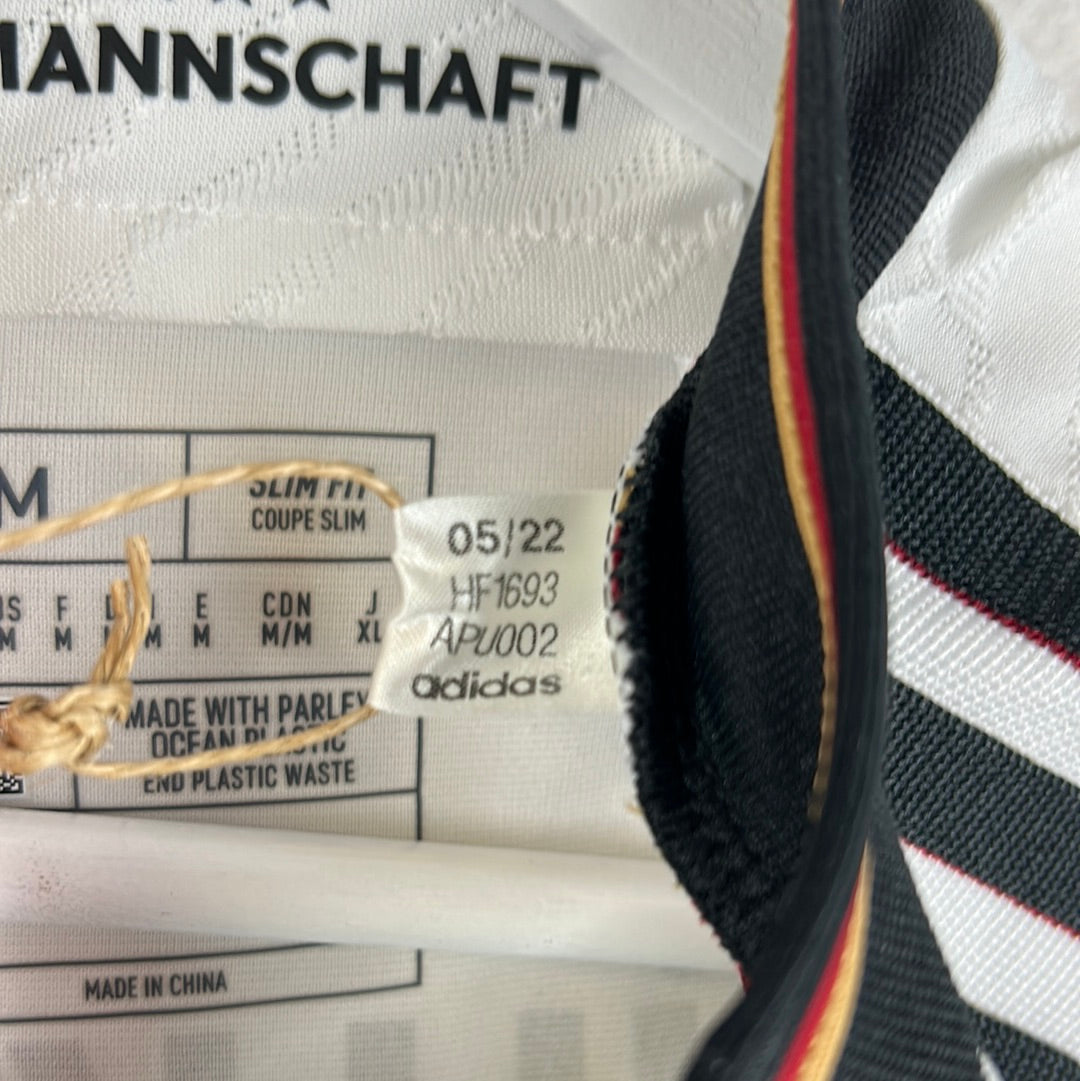 MANNSCHAFT
M
SLIM FIT
COUPE SLIM
05/22
HF1693
APU002
adidas
F E CDN J
M M M M M/M XL
MADE WITH PARLEY
OCEAN PLASTIC
END PLASTIC WASTE
MADE IN CHINA